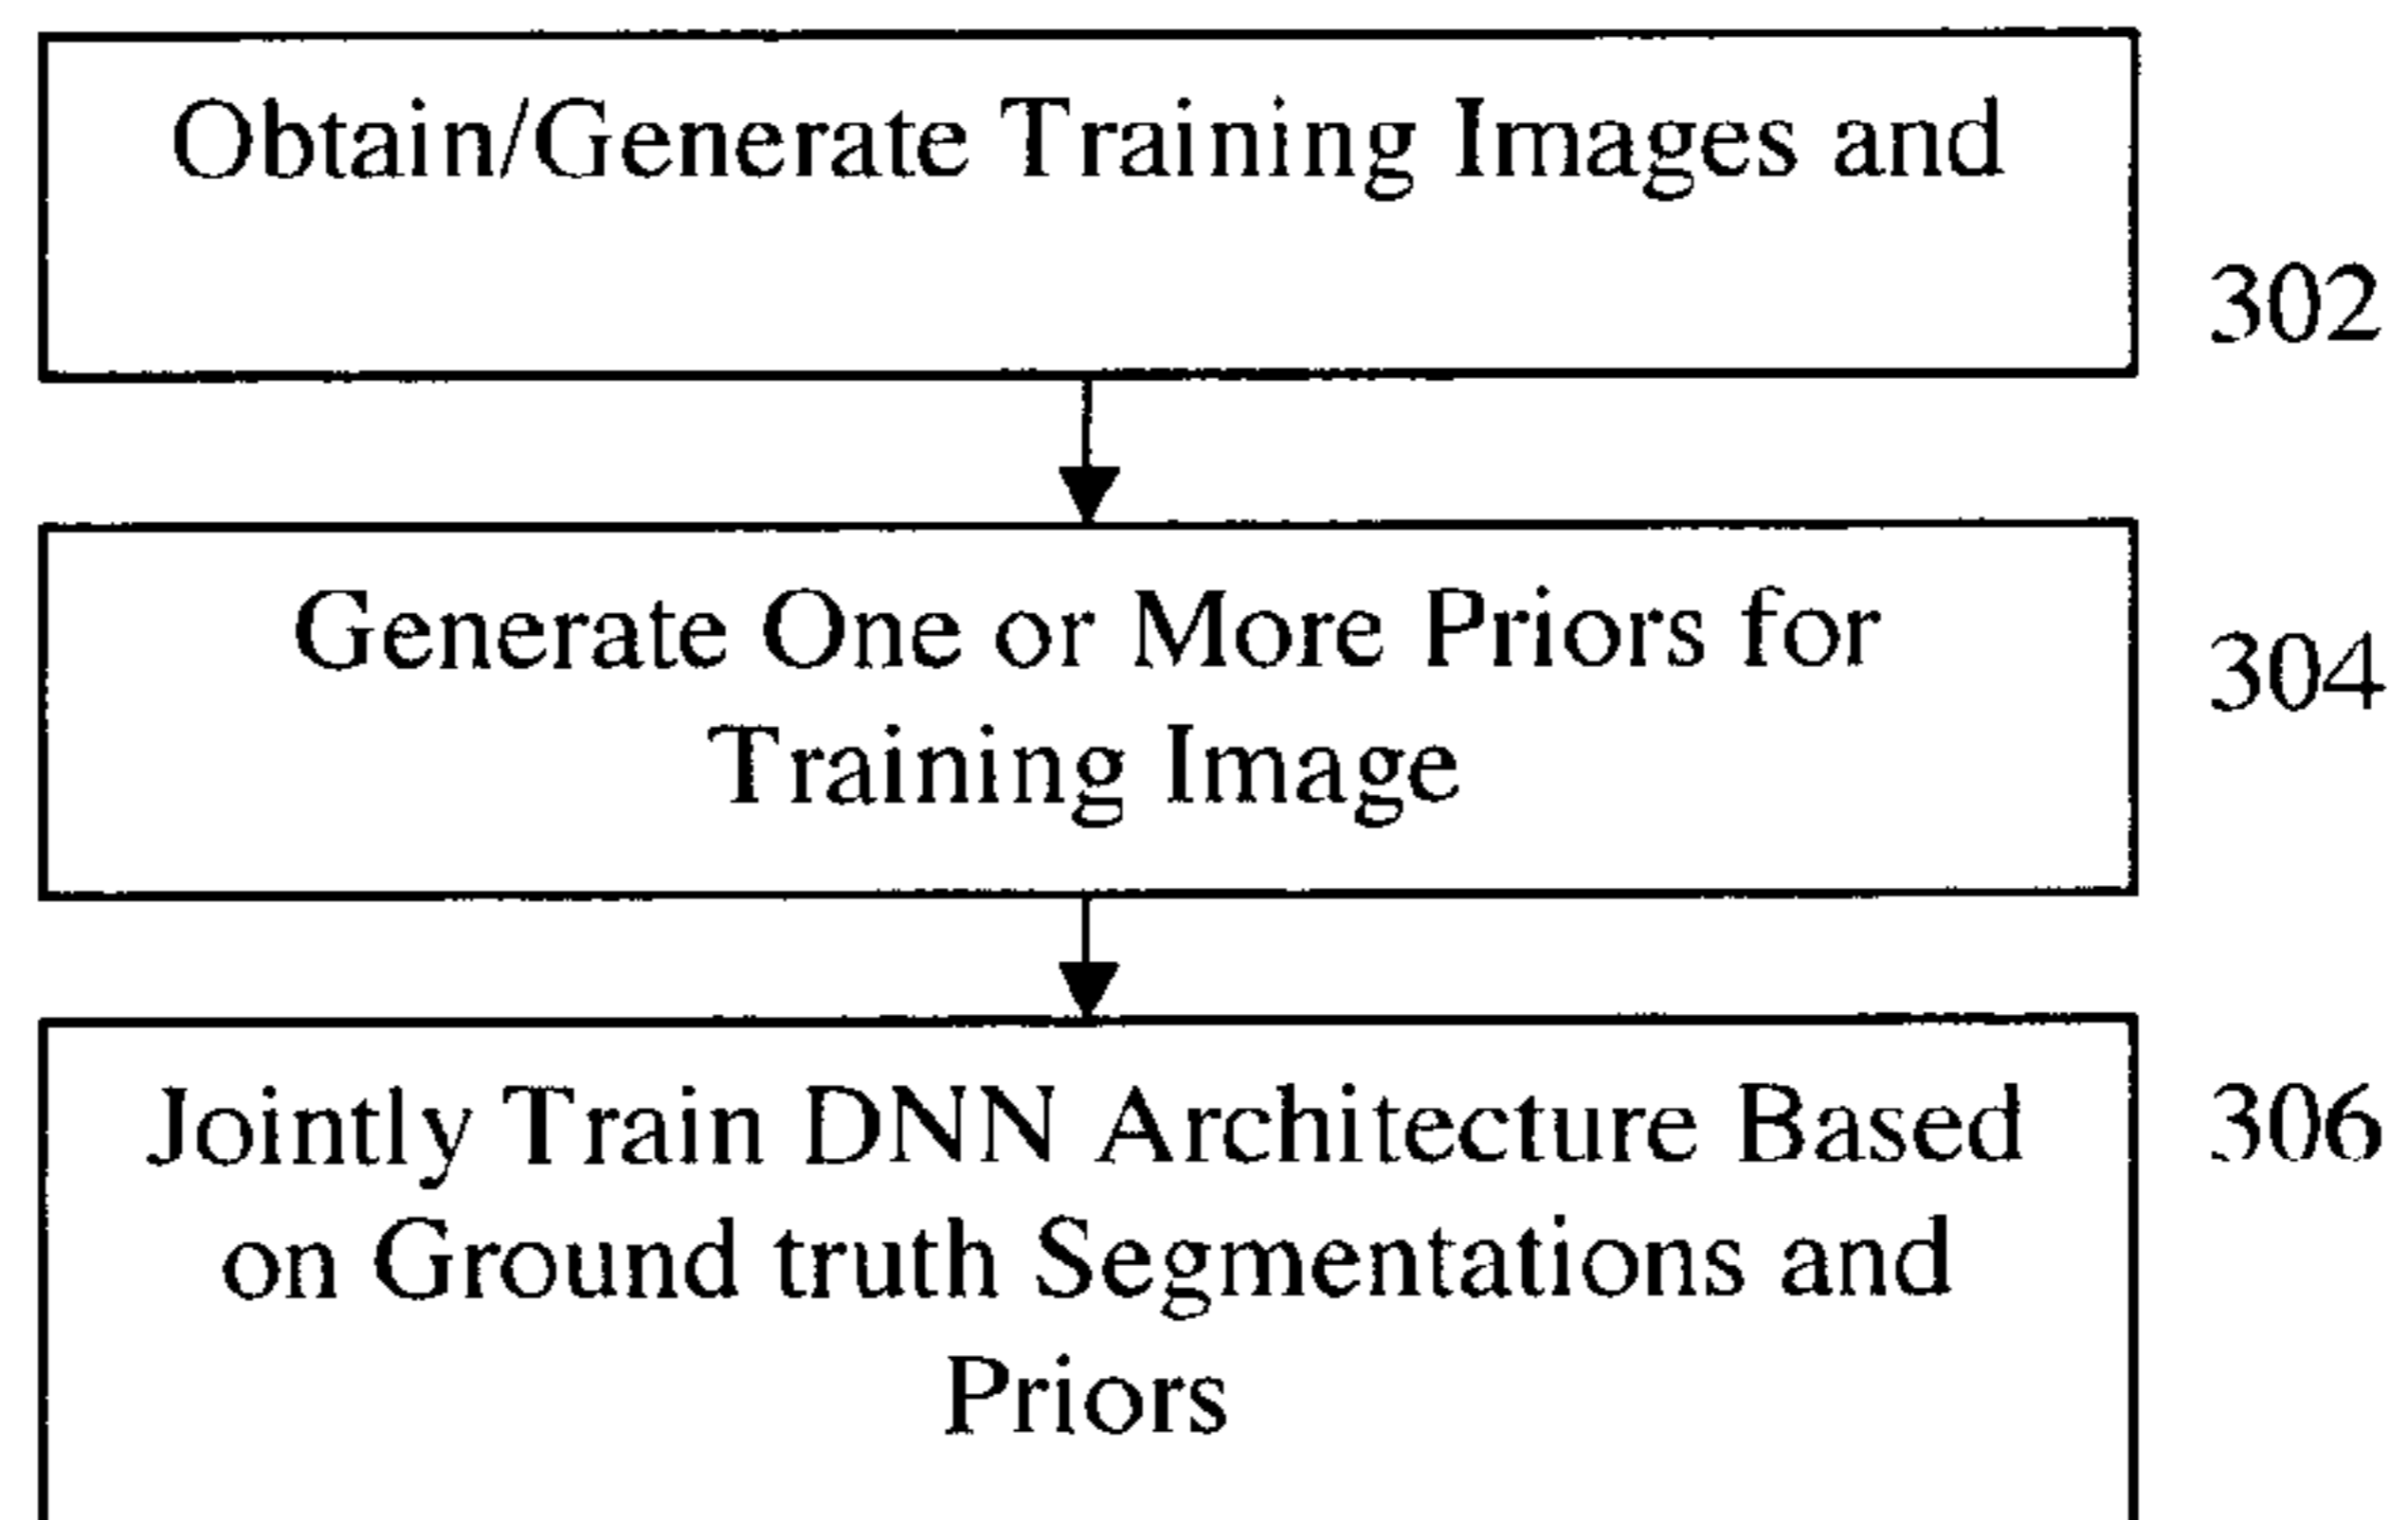 Obtain/Generate Training Images and
302
Generate One or More Priors for
304
Training Image
Jointly Train DNN Architecture Based
306
on Ground truth Segmentations and
Priors